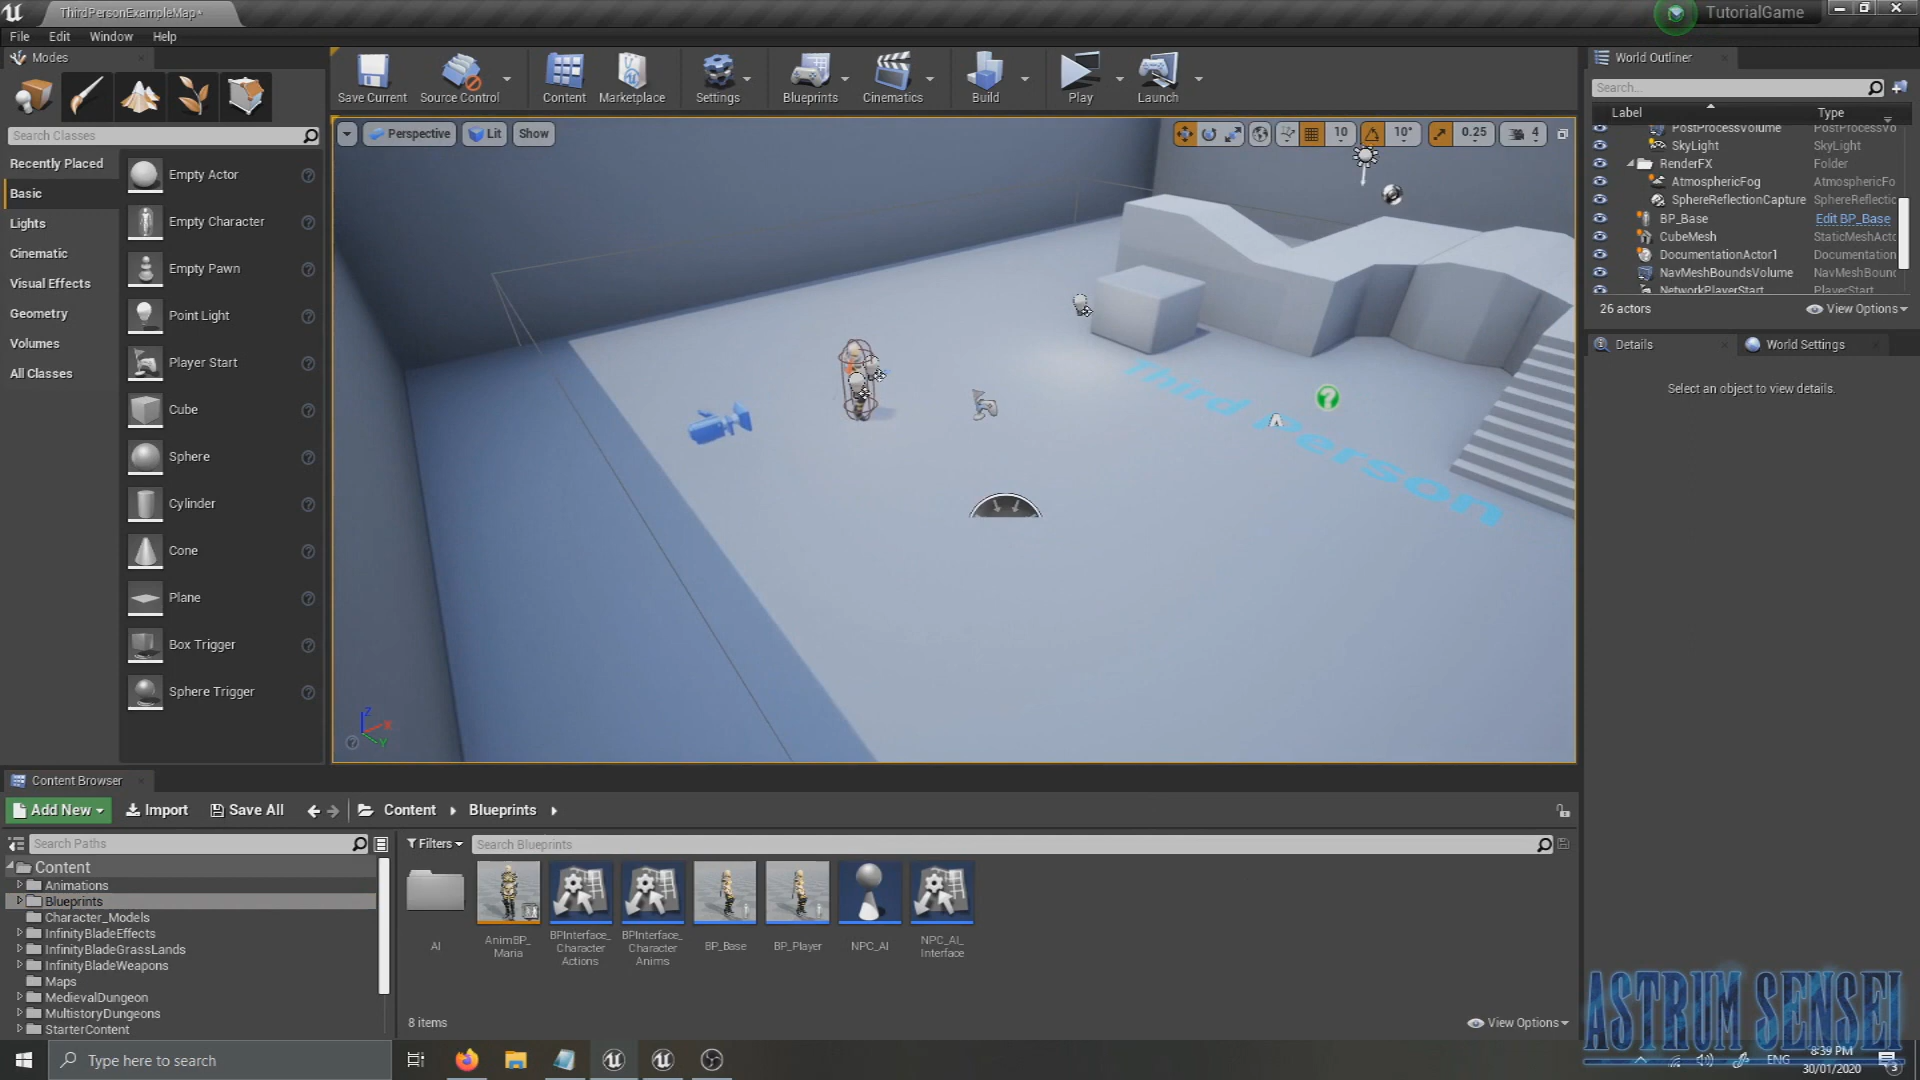 ThirdPersonExampleMap*
TutorialGame
File Edit Window Help
Modes
Search Classes
Recently Placed
Basic
Lights
Cinematic
Visual Effects
Geometry
Volumes
All Classes
Empty Actor
Empty Character
Empty Pawn
Point Light
Player Start
Cube
Sphere
Cylinder
Cone
Plane
Box Trigger
Sphere Trigger
Save Current
Source Control
Content
Marketplace
Settings
Blueprints
Cinematics
Build
Play
Launch
Perspective
Lit
Show
10
10°
0.25
4
Third Person
Z
X
Y
World Outliner
Search...
Label Type
PostProcessVolume PostProcessVo
SkyLight SkyLight
RenderFX Folder
AtmosphericFog AtmosphericFo
SphereReflectionCapture SphereReflectic
BP_Base Edit BP_Base
CubeMesh StaticMeshActo
DocumentationActor1 Documentation
NavMeshBoundsVolume NavMeshBound
NetworkPlayerStart PlayerStart
26 actors
View Options
Details
World Settings
Select an object to view details.
Content Browser
Add New
Import
Save All
Content
Blueprints
Search Paths
Content
Animations
Blueprints
Character_Models
InfinityBladeEffects
InfinityBladeGrassLands
InfinityBladeWeapons
Maps
MedievalDungeon
MultistoryDungeons
StarterContent
Filters
Search Blueprints
AI
AnimBP_
Maria
BPInterface_
Character
Actions
BPInterface_
Character
Anims
BP_Base
BP_Player
NPC_AI
NPC_AI_
Interface
8 items
View Options
ASTRUM SENSEI
Type here to search
ENG
8:39 PM
30/01/2020
3